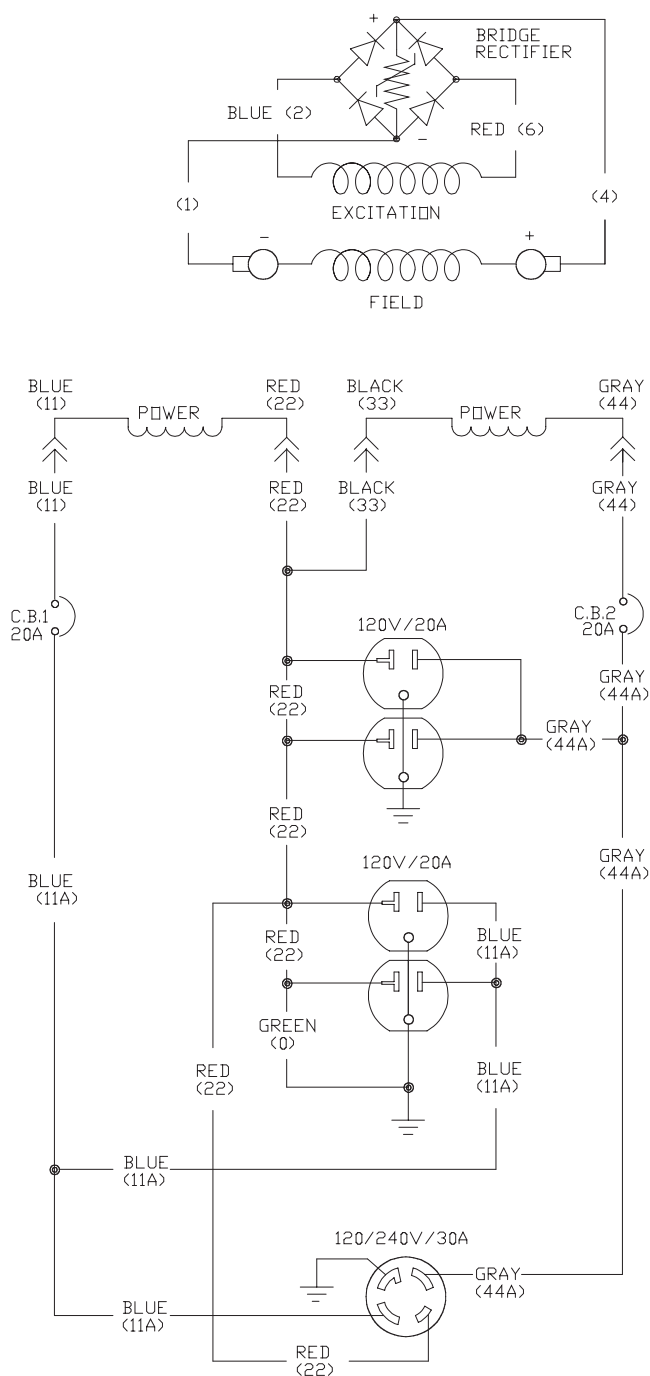 +
BRIDGE
RECTIFIER
BLUE (2)
RED (6)
-
(1)
EXCITATION
(4)
-
+
FIELD
BLUE
(11)
POWER
RED
(22)
BLACK
(33)
POWER
GRAY
(44)
BLUE
(11)
RED
(22)
BLACK
(33)
GRAY
(44)
C.B.1
20A
120V/20A
C.B.2
20A
RED
(22)
GRAY
(44A)
GRAY
(44A)
RED
(22)
120V/20A
GRAY
(44A)
BLUE
(11A)
RED
(22)
BLUE
(11A)
GREEN
(0)
RED
(22)
BLUE
(11A)
BLUE
(11A)
120/240V/30A
GRAY
(44A)
BLUE
(11A)
RED
(22)